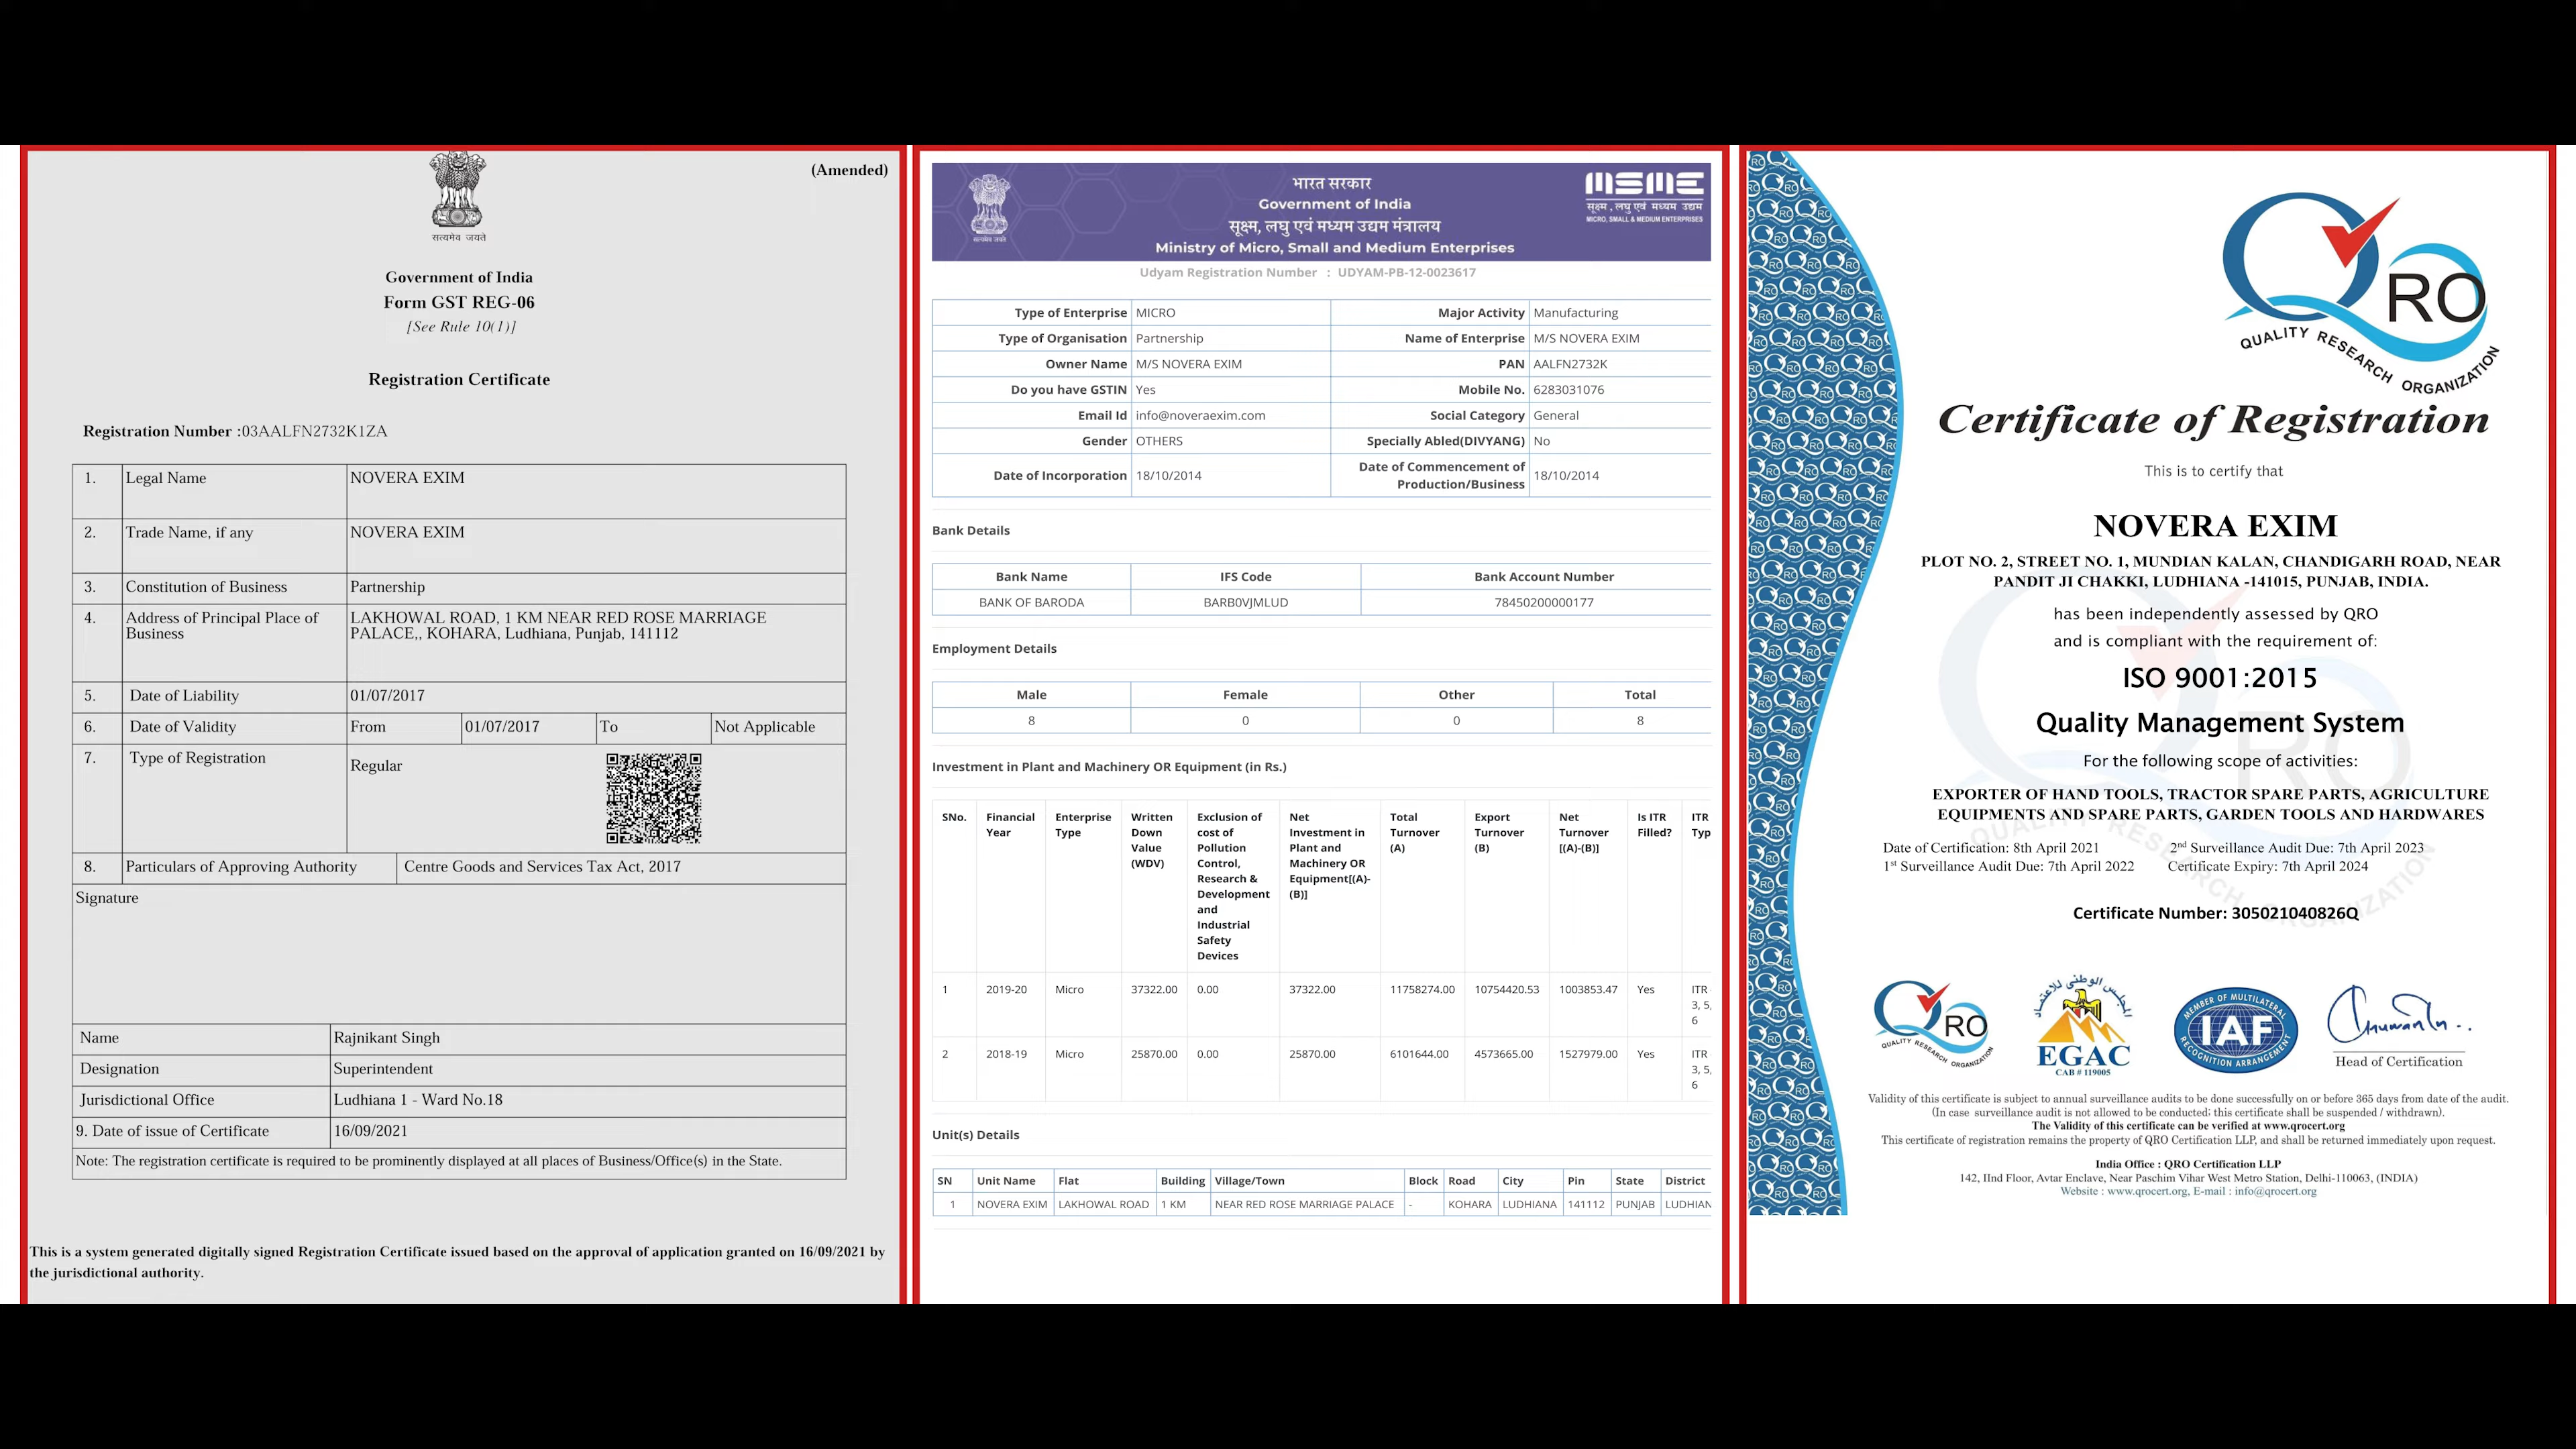 (Amended)
सत्यमेव जयते
Government of India
Form GST REG-06
[See Rule 10(1)]
Registration Certificate
Registration Number :03AALFN2732K1ZA
1. Legal Name NOVERA EXIM
2. Trade Name, if any NOVERA EXIM
3. Constitution of Business Partnership
4. Address of Principal Place of Business LAKHOWAL ROAD, 1 KM NEAR RED ROSE MARRIAGE
PALACE,, KOHARA, Ludhiana, Punjab, 141112
5. Date of Liability 01/07/2017
6. Date of Validity From 01/07/2017 To Not Applicable
7. Type of Registration Regular
8. Particulars of Approving Authority Centre Goods and Services Tax Act, 2017
Signature
Name Rajnikant Singh
Designation Superintendent
Jurisdictional Office Ludhiana 1 - Ward No.18
9. Date of issue of Certificate 16/09/2021
Note: The registration certificate is required to be prominently displayed at all places of Business/Office(s) in the State.
This is a system generated digitally signed Registration Certificate issued based on the approval of application granted on 16/09/2021 by
the jurisdictional authority.
भारत सरकार
Government of India
सूक्ष्म, लघु एवं मध्यम उद्यम मंत्रालय
Ministry of Micro, Small and Medium Enterprises
सत्यमेव जयते
MSME
सूक्ष्म, लघु एवं मध्यम उद्यम
MICRO, SMALL & MEDIUM ENTERPRISES
Udyam Registration Number : UDYAM-PB-12-0023617
Type of Enterprise MICRO Major Activity Manufacturing
Type of Organisation Partnership Name of Enterprise M/S NOVERA EXIM
Owner Name M/S NOVERA EXIM PAN AALFN2732K
Do you have GSTIN Yes Mobile No. 6283031076
Email Id info@noveraexim.com Social Category General
Gender OTHERS Specially Abled(DIVYANG) No
Date of Incorporation 18/10/2014 Date of Commencement of Production/Business 18/10/2014
Bank Details
Bank Name IFS Code Bank Account Number
BANK OF BARODA BARB0VJMLUD 78450200000177
Employment Details
Male Female Other Total
8 0 0 8
Investment in Plant and Machinery OR Equipment (in Rs.)
SNo. Financial Year Enterprise Type Written Down Value (WDV) Exclusion of cost of Pollution Control, Research & Development and Industrial Safety Devices Net Investment in Plant and Machinery OR Equipment[(A)-(B)] Total Turnover (A) Export Turnover (B) Net Turnover [(A)-(B)] Is ITR Filled? ITR Typ
1 2019-20 Micro 37322.00 0.00 37322.00 11758274.00 10754420.53 1003853.47 Yes ITR 3, 5, 6
2 2018-19 Micro 25870.00 0.00 25870.00 6101644.00 4573665.00 1527979.00 Yes ITR 3, 5, 6
Unit(s) Details
SN Unit Name Flat Building Village/Town Block Road City Pin State District
1 NOVERA EXIM LAKHOWAL ROAD 1 KM NEAR RED ROSE MARRIAGE PALACE - KOHARA LUDHIANA 141112 PUNJAB LUDHIAN
QRO
QUALITY RESEARCH ORGANIZATION
Certificate of Registration
This is to certify that
NOVERA EXIM
PLOT NO. 2, STREET NO. 1, MUNDIAN KALAN, CHANDIGARH ROAD, NEAR
PANDIT JI CHAKKI, LUDHIANA -141015, PUNJAB, INDIA.
has been independently assessed by QRO
and is compliant with the requirement of:
ISO 9001:2015
Quality Management System
For the following scope of activities:
EXPORTER OF HAND TOOLS, TRACTOR SPARE PARTS, AGRICULTURE
EQUIPMENTS AND SPARE PARTS, GARDEN TOOLS AND HARDWARES
Date of Certification: 8th April 2021 2nd Surveillance Audit Due: 7th April 2023
1st Surveillance Audit Due: 7th April 2022 Certificate Expiry: 7th April 2024
Certificate Number: 305021040826Q
QRO
QUALITY RESEARCH ORGANIZATION
المجلس الوطني للاعتماد
EGAC
CAB # 119005
MEMBER OF MULTILATERAL
IAF
RECOGNITION ARRANGEMENT
Head of Certification
Validity of this certificate is subject to annual surveillance audits to be done successfully on or before 365 days from date of the audit.
(In case surveillance audit is not allowed to be conducted; this certificate shall be suspended / withdrawn).
The Validity of this certificate can be verified at www.qrocert.org
This certificate of registration remains the property of QRO Certification LLP, and shall be returned immediately upon request.
India Office : QRO Certification LLP
142, IInd Floor, Avtar Enclave, Near Paschim Vihar West Metro Station, Delhi-110063, (INDIA)
Website : www.qrocert.org, E-mail : info@qrocert.org